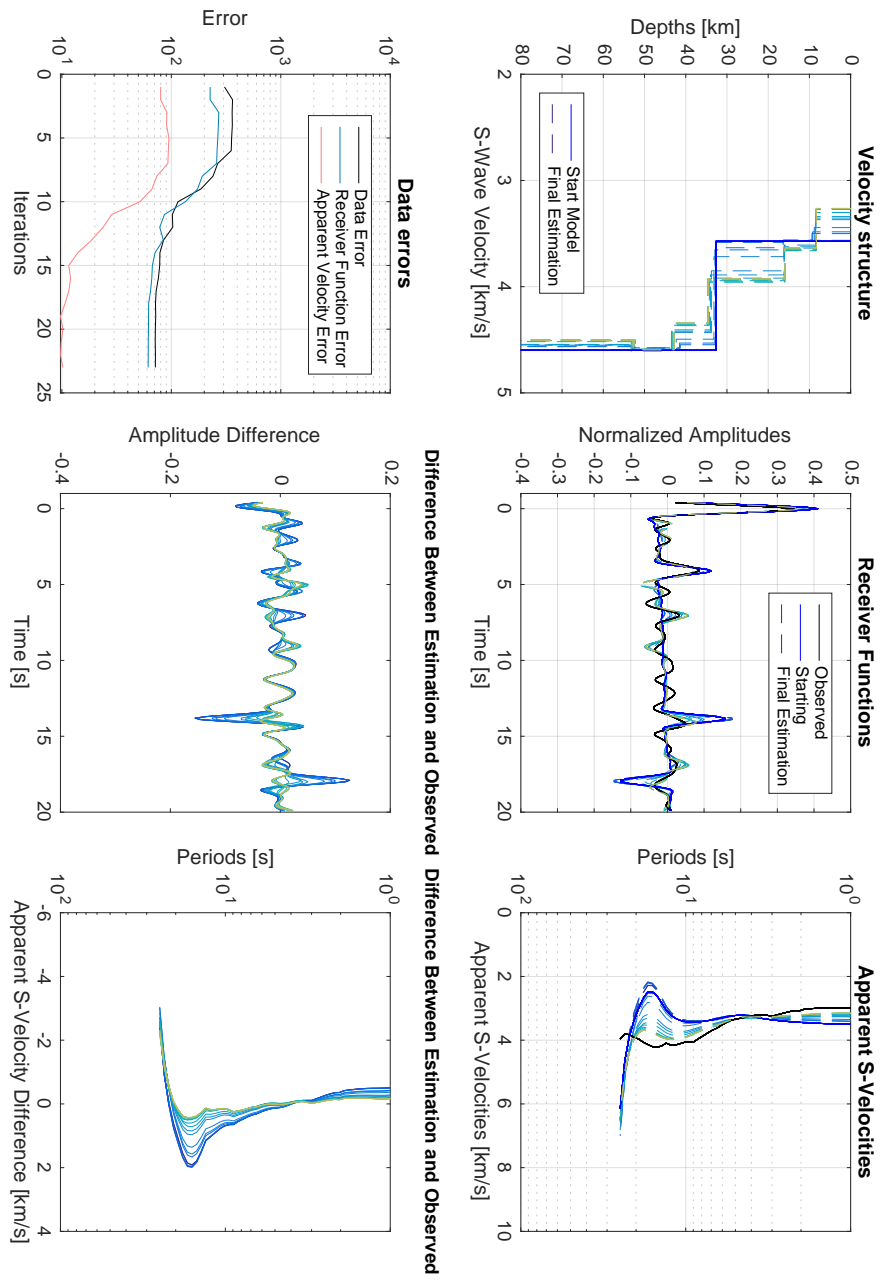 Velocity structure
Depths [km]
0
10
20
30
40
50
60
70
80
2
3
4
5
S-Wave Velocity [km/s]
Start Model
Final Estimation
Receiver Functions
Normalized Amplitudes
0.5
0.4
0.3
0.2
0.1
0
-0.1
-0.2
-0.3
-0.4
0
5
10
15
20
Time [s]
Observed
Starting
Final Estimation
Apparent S-Velocities
Periods [s]
10^0
10^1
10^2
0
2
4
6
8
10
Apparent S-Velocities [km/s]
Data errors
Error
10^4
10^3
10^2
10^1
0
5
10
15
20
25
Iterations
Data Error
Receiver Function Error
Apparent Velocity Error
Difference Between Estimation and Observed
Amplitude Difference
0.2
0
-0.2
-0.4
0
5
10
15
20
Time [s]
Difference Between Estimation and Observed
Periods [s]
10^0
10^1
10^2
-6
-4
-2
0
2
4
Apparent S-Velocity Difference [km/s]